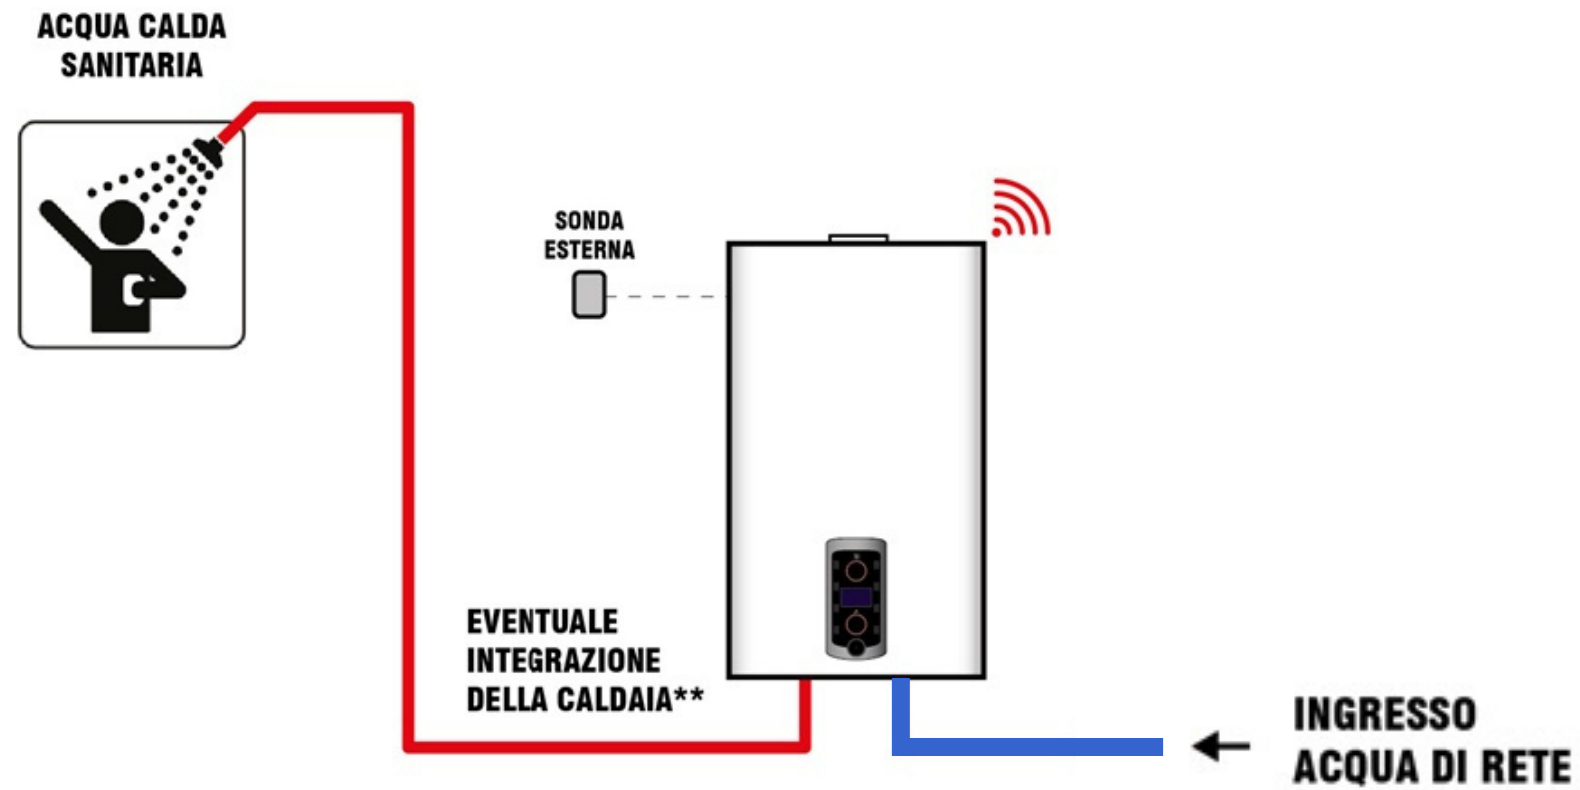 ACQUA CALDA
SANITARIA
SONDA
ESTERNA
EVENTUALE
INTEGRAZIONE
DELLA CALDAIA**
INGRESSO
ACQUA DI RETE